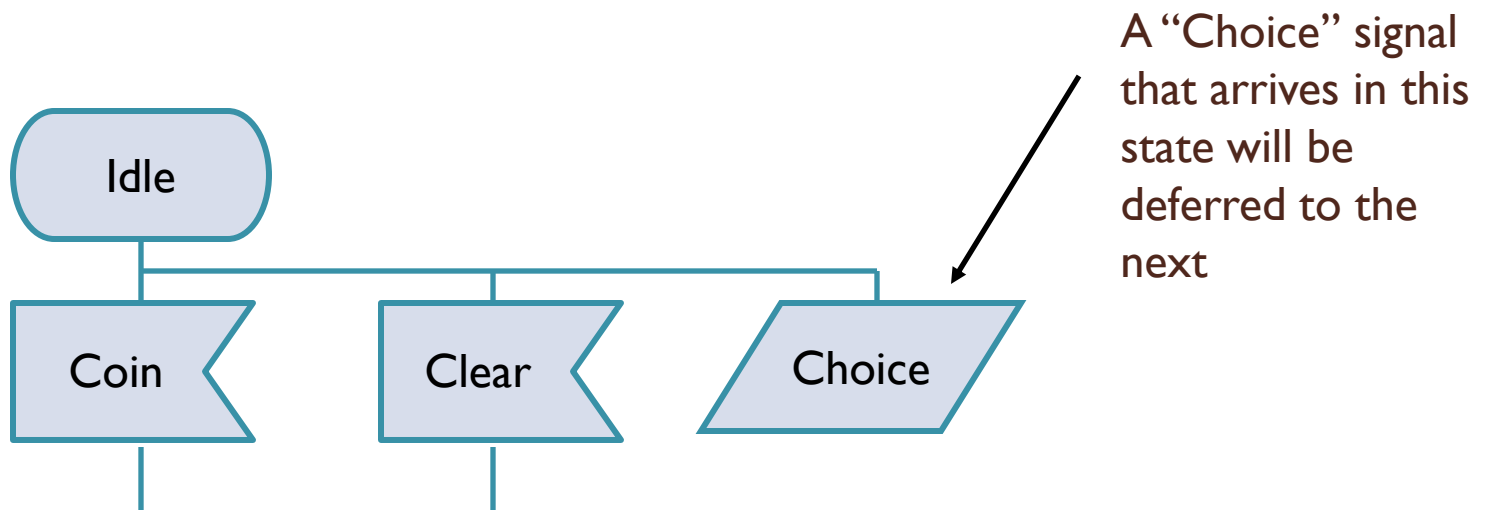 A “Choice” signal
that arrives in this
state will be
deferred to the
next
Idle
Coin
Clear
Choice